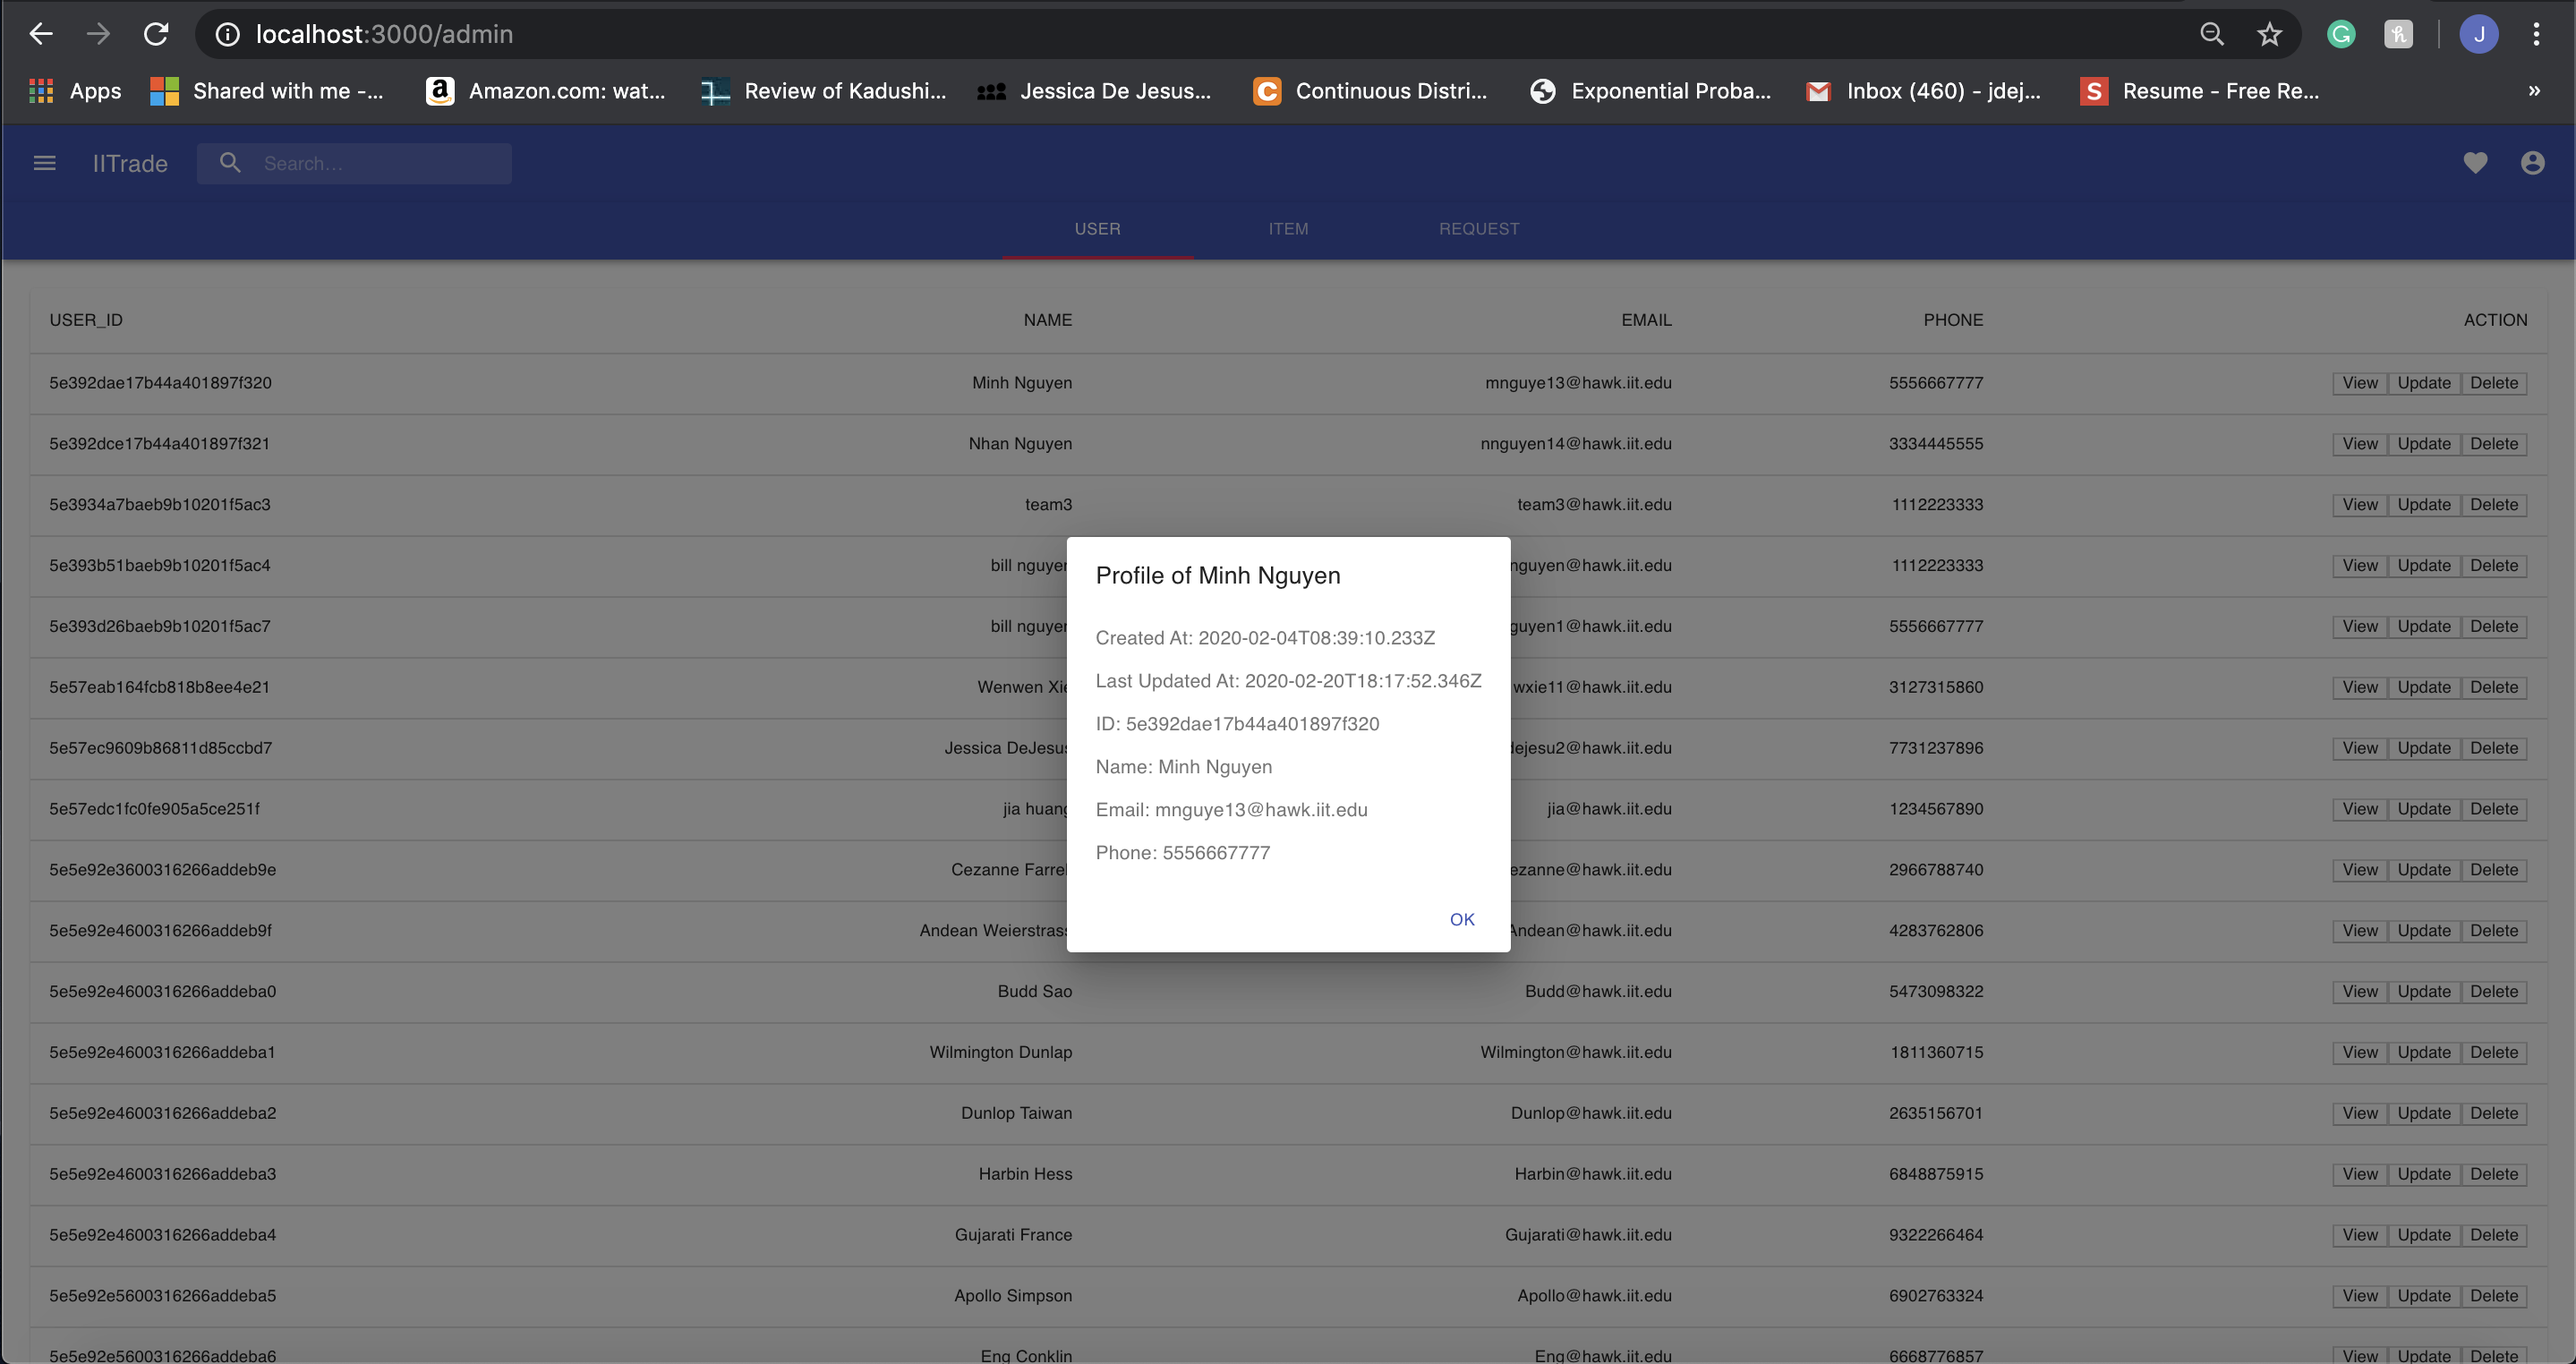 localhost:3000/admin
J
Apps Shared with me -... Amazon.com: wat... Review of Kadushi... Jessica De Jesus... Continuous Distri... Exponential Proba... Inbox (460) - jdej... Resume - Free Re... »
IITrade Search...
USER ITEM REQUEST
USER_ID NAME EMAIL PHONE ACTION
5e392dae17b44a401897f320 Minh Nguyen mnguye13@hawk.iit.edu 5556667777 View Update Delete
5e392dce17b44a401897f321 Nhan Nguyen nnguyen14@hawk.iit.edu 3334445555 View Update Delete
5e3934a7baeb9b10201f5ac3 team3 team3@hawk.iit.edu 1112223333 View Update Delete
5e393b51baeb9b10201f5ac4 bill nguyen nguyen@hawk.iit.edu 1112223333 View Update Delete
5e393d26baeb9b10201f5ac7 bill nguyen guyen1@hawk.iit.edu 5556667777 View Update Delete
5e57eab164fcb818b8ee4e21 Wenwen Xie wxie11@hawk.iit.edu 3127315860 View Update Delete
5e57ec9609b86811d85ccbd7 Jessica DeJesus dejesu2@hawk.iit.edu 7731237896 View Update Delete
5e57edc1fc0fe905a5ce251f jia huang jia@hawk.iit.edu 1234567890 View Update Delete
5e5e92e3600316266addeb9e Cezanne Farrel ezanne@hawk.iit.edu 2966788740 View Update Delete
5e5e92e4600316266addeb9f Andean Weierstrass Andean@hawk.iit.edu 4283762806 View Update Delete
5e5e92e4600316266addeba0 Budd Sao Budd@hawk.iit.edu 5473098322 View Update Delete
5e5e92e4600316266addeba1 Wilmington Dunlap Wilmington@hawk.iit.edu 1811360715 View Update Delete
5e5e92e4600316266addeba2 Dunlop Taiwan Dunlop@hawk.iit.edu 2635156701 View Update Delete
5e5e92e4600316266addeba3 Harbin Hess Harbin@hawk.iit.edu 6848875915 View Update Delete
5e5e92e4600316266addeba4 Gujarati France Gujarati@hawk.iit.edu 9322266464 View Update Delete
5e5e92e5600316266addeba5 Apollo Simpson Apollo@hawk.iit.edu 6902763324 View Update Delete
5e5e92e5600316266addeba6 Eng Conklin Eng@hawk.iit.edu 6668776857 View Update Delete
Profile of Minh Nguyen
Created At: 2020-02-04T08:39:10.233Z
Last Updated At: 2020-02-20T18:17:52.346Z
ID: 5e392dae17b44a401897f320
Name: Minh Nguyen
Email: mnguye13@hawk.iit.edu
Phone: 5556667777
OK